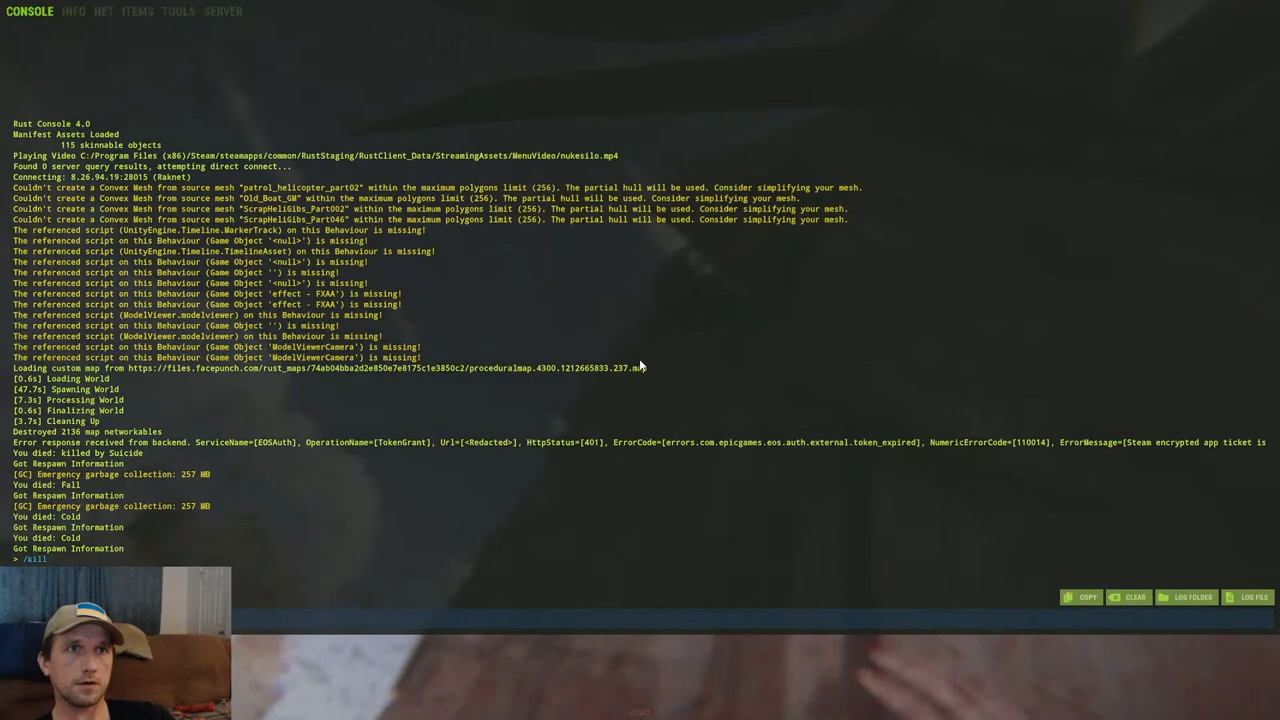 CONSOLE INFO NET ITEMS TOOLS SERVER
Rust Console 4.0
Manifest Assets Loaded
115 skinnable objects
Playing Video C:/Program Files (x86)/Steam/steamapps/common/RustStaging/RustClient_Data/StreamingAssets/MenuVideo/nukesilo.mp4
Found 0 server query results, attempting direct connect...
Connecting: 8.26.94.19:28015 (Raknet)
Couldn't create a Convex Mesh from source mesh "patrol_helicopter_part02" within the maximum polygons limit (256). The partial hull will be used. Consider simplifying your mesh.
Couldn't create a Convex Mesh from source mesh "Old_Boat_GM" within the maximum polygons limit (256). The partial hull will be used. Consider simplifying your mesh.
Couldn't create a Convex Mesh from source mesh "ScrapHeliGibs_Part002" within the maximum polygons limit (256). The partial hull will be used. Consider simplifying your mesh.
Couldn't create a Convex Mesh from source mesh "ScrapHeliGibs_Part046" within the maximum polygons limit (256). The partial hull will be used. Consider simplifying your mesh.
The referenced script (UnityEngine.Timeline.MarkerTrack) on this Behaviour is missing!
The referenced script on this Behaviour (Game Object '<null>') is missing!
The referenced script (UnityEngine.Timeline.TimelineAsset) on this Behaviour is missing!
The referenced script on this Behaviour (Game Object '<null>') is missing!
The referenced script on this Behaviour (Game Object '') is missing!
The referenced script on this Behaviour (Game Object '<null>') is missing!
The referenced script on this Behaviour (Game Object 'effect - FXAA') is missing!
The referenced script on this Behaviour (Game Object 'effect - FXAA') is missing!
The referenced script (ModelViewer.modelviewer) on this Behaviour is missing!
The referenced script on this Behaviour (Game Object '') is missing!
The referenced script (ModelViewer.modelviewer) on this Behaviour is missing!
The referenced script on this Behaviour (Game Object 'ModelViewerCamera') is missing!
The referenced script on this Behaviour (Game Object 'ModelViewerCamera') is missing!
Loading custom map from https://files.facepunch.com/rust_maps/74ab04bba2d2e850e7e8175c1e3850c2/proceduralmap.4300.1212665833.237.map
[0.6s] Loading World
[47.7s] Spawning World
[7.3s] Processing World
[0.6s] Finalizing World
[3.7s] Cleaning Up
Destroyed 2136 map networkables
Error response received from backend. ServiceName=[EOSAuth], OperationName=[TokenGrant], Url=[<Redacted>], HttpStatus=[401], ErrorCode=[errors.com.epicgames.eos.auth.external.token_expired], NumericErrorCode=[110014], ErrorMessage=[Steam encrypted app ticket is
You died: killed by Suicide
Got Respawn Information
[GC] Emergency garbage collection: 257 MB
You died: Fall
Got Respawn Information
[GC] Emergency garbage collection: 257 MB
You died: Cold
Got Respawn Information
You died: Cold
Got Respawn Information
> /kill
COPY CLEAR LOG FOLDER LOG FILE